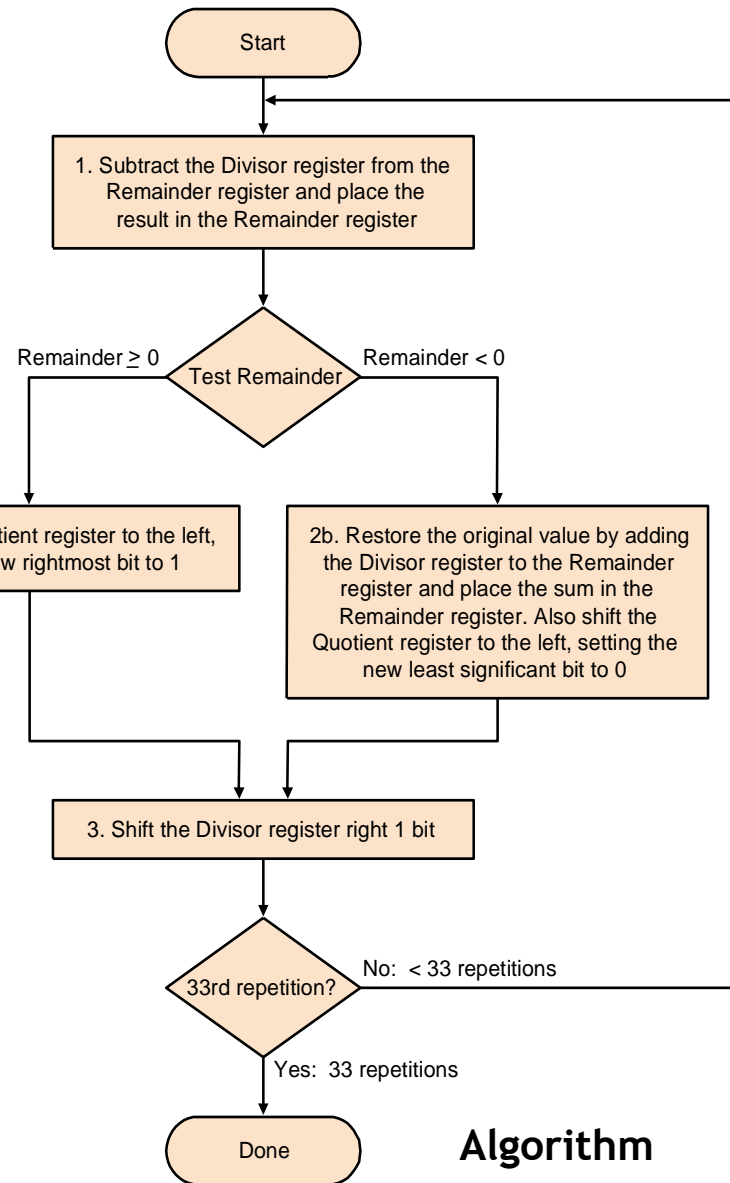 Start
1. Subtract the Divisor register from the
Remainder register and place the
result in the Remainder register
Remainder ≥ 0
Test Remainder
Remainder < 0
register to the left,
rightmost bit to 1
2b. Restore the original value by adding
the Divisor register to the Remainder
register and place the sum in the
Remainder register. Also shift the
Quotient register to the left, setting the
new least significant bit to 0
3. Shift the Divisor register right 1 bit
33rd repetition?
No: < 33 repetitions
Yes: 33 repetitions
Done
Algorithm